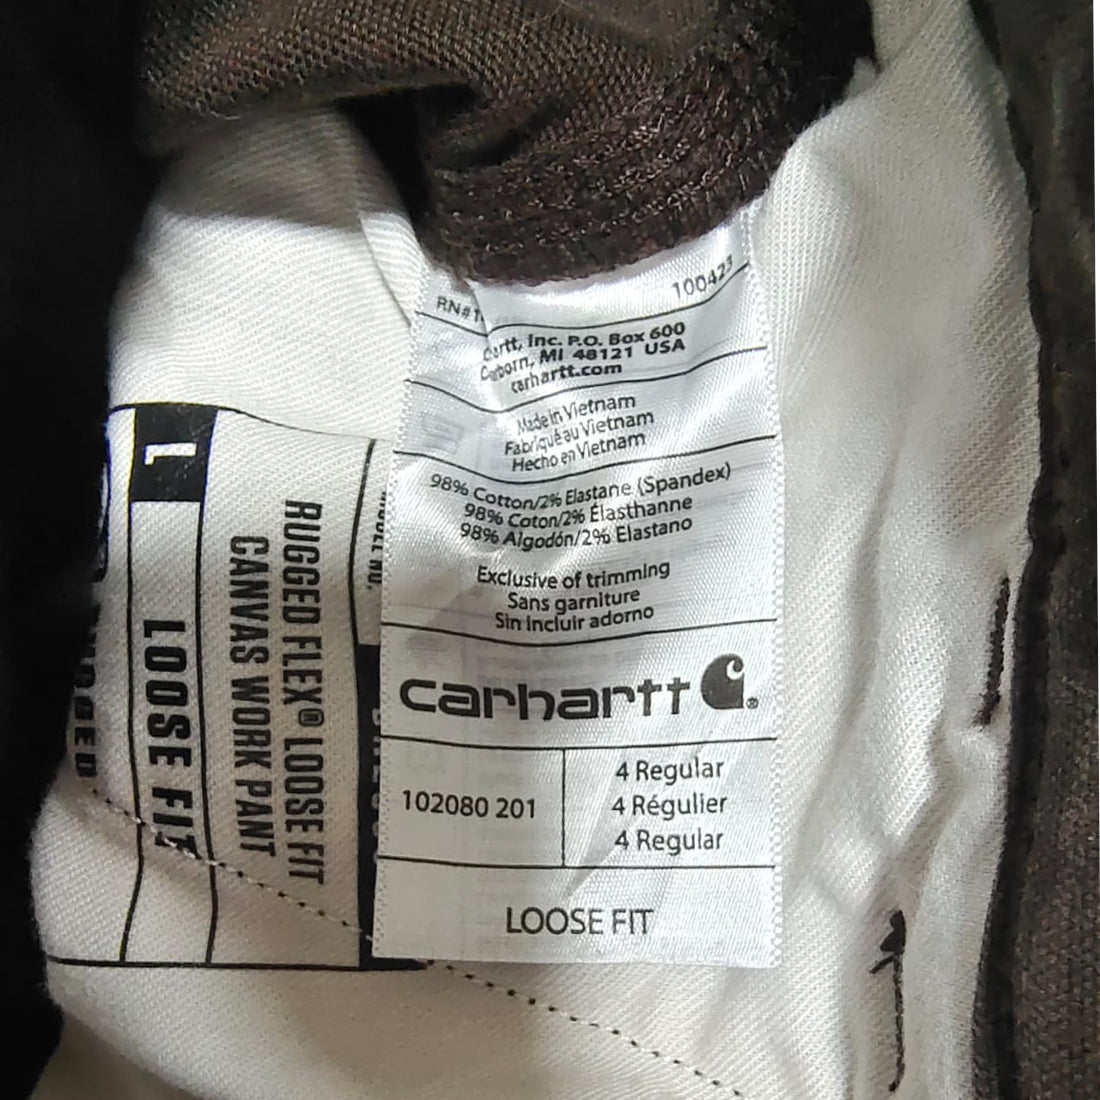 RN#1 100423
Inc. P.O. Box 600
MI 48121 USA
carhartt.com
Made in Vietnam
Fabriqué au Vietnam
Hecho en Vietnam
98% Cotton/2% Elastane (Spandex)
98% Coton/2% Élasthanne
98% Algodón/2% Elastano
Exclusive of trimming
Sans garniture
Sin Incluir adorno
carhartt
102080 201
4 Regular
4 Régulier
4 Regular
LOOSE FIT
L LOOSE FIT
RUGGED FLEX® LOOSE FIT
CANVAS WORK PANT